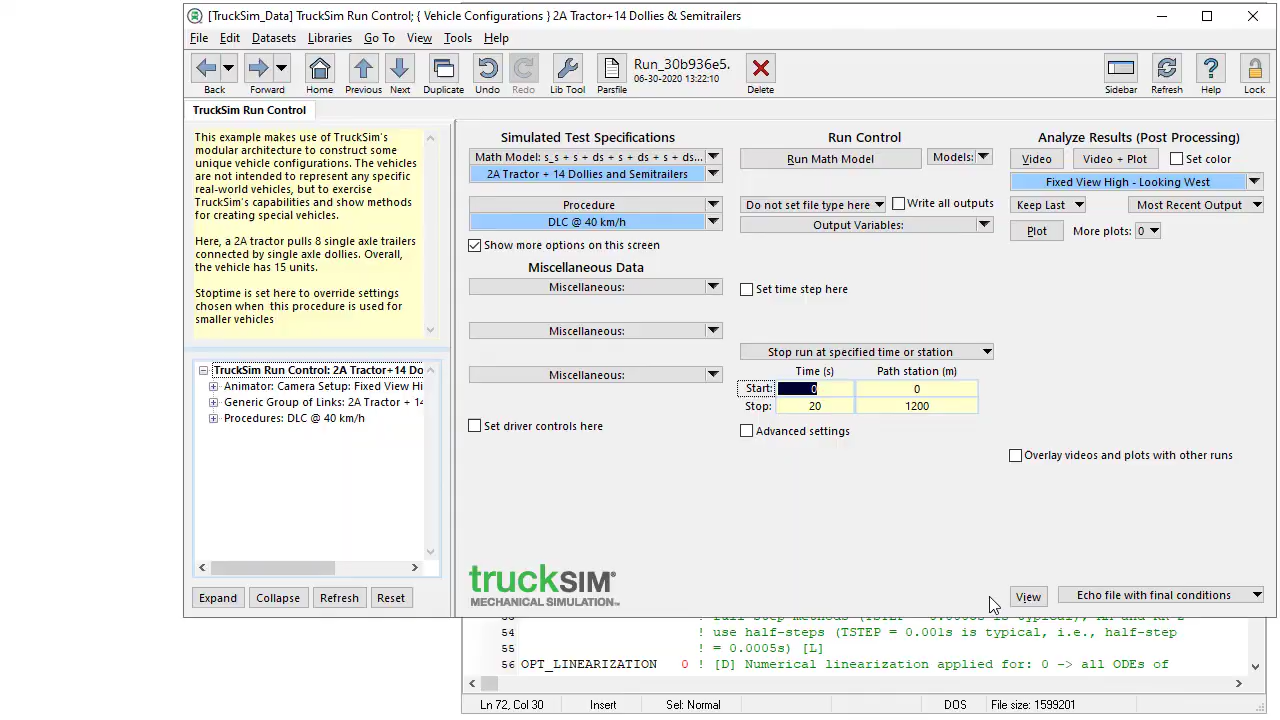 [TruckSim_Data] TruckSim Run Control; { Vehicle Configurations } 2A Tractor+14 Dollies & Semitrailers
File Edit Datasets Libraries Go To View Tools Help
Run_30b936e5.
06-30-2020 13:22:10
Back Forward Home Previous Next Duplicate Undo Redo Lib Tool Parsfile Delete Sidebar Refresh Help Lock
TruckSim Run Control
This example makes use of TruckSim's
modular architecture to construct some
unique vehicle configurations. The vehicles
are not intended to represent any specific
real-world vehicles, but to exercise
TruckSim's capabilities and show methods
for creating special vehicles.
Here, a 2A tractor pulls 8 single axle trailers
connected by single axle dollies. Overall,
the vehicle has 15 units.
Stoptime is set here to override settings
chosen when this procedure is used for
smaller vehicles
TruckSim Run Control: 2A Tractor+14 Do
Animator: Camera Setup: Fixed View Hi
Generic Group of Links: 2A Tractor + 14
Procedures: DLC @ 40 km/h
Expand Collapse Refresh Reset
Simulated Test Specifications
Math Model: s_s + s + ds + s + ds + s + ds...
2A Tractor + 14 Dollies and Semitrailers
Procedure
DLC @ 40 km/h
Show more options on this screen
Miscellaneous Data
Miscellaneous:
Miscellaneous:
Miscellaneous:
Set driver controls here
truckSIM
MECHANICAL SIMULATION
Run Control
Run Math Model Models:
Do not set file type here Write all outputs
Output Variables:
Set time step here
Stop run at specified time or station
Time (s) Path station (m)
Start: 0 0
Stop: 20 1200
Advanced settings
Analyze Results (Post Processing)
Video Video + Plot Set color
Fixed View High - Looking West
Keep Last Most Recent Output
Plot More plots: 0
Overlay videos and plots with other runs
View Echo file with final conditions
54 ! use half-steps (TSTEP = 0.001s is typical, i.e., half-step
55 ! = 0.0005s) [L]
56 OPT_LINEARIZATION 0 ! [D] Numerical linearization applied for: 0 -> all ODEs of
Ln 72, Col 30 Insert Sel: Normal DOS File size: 1599201